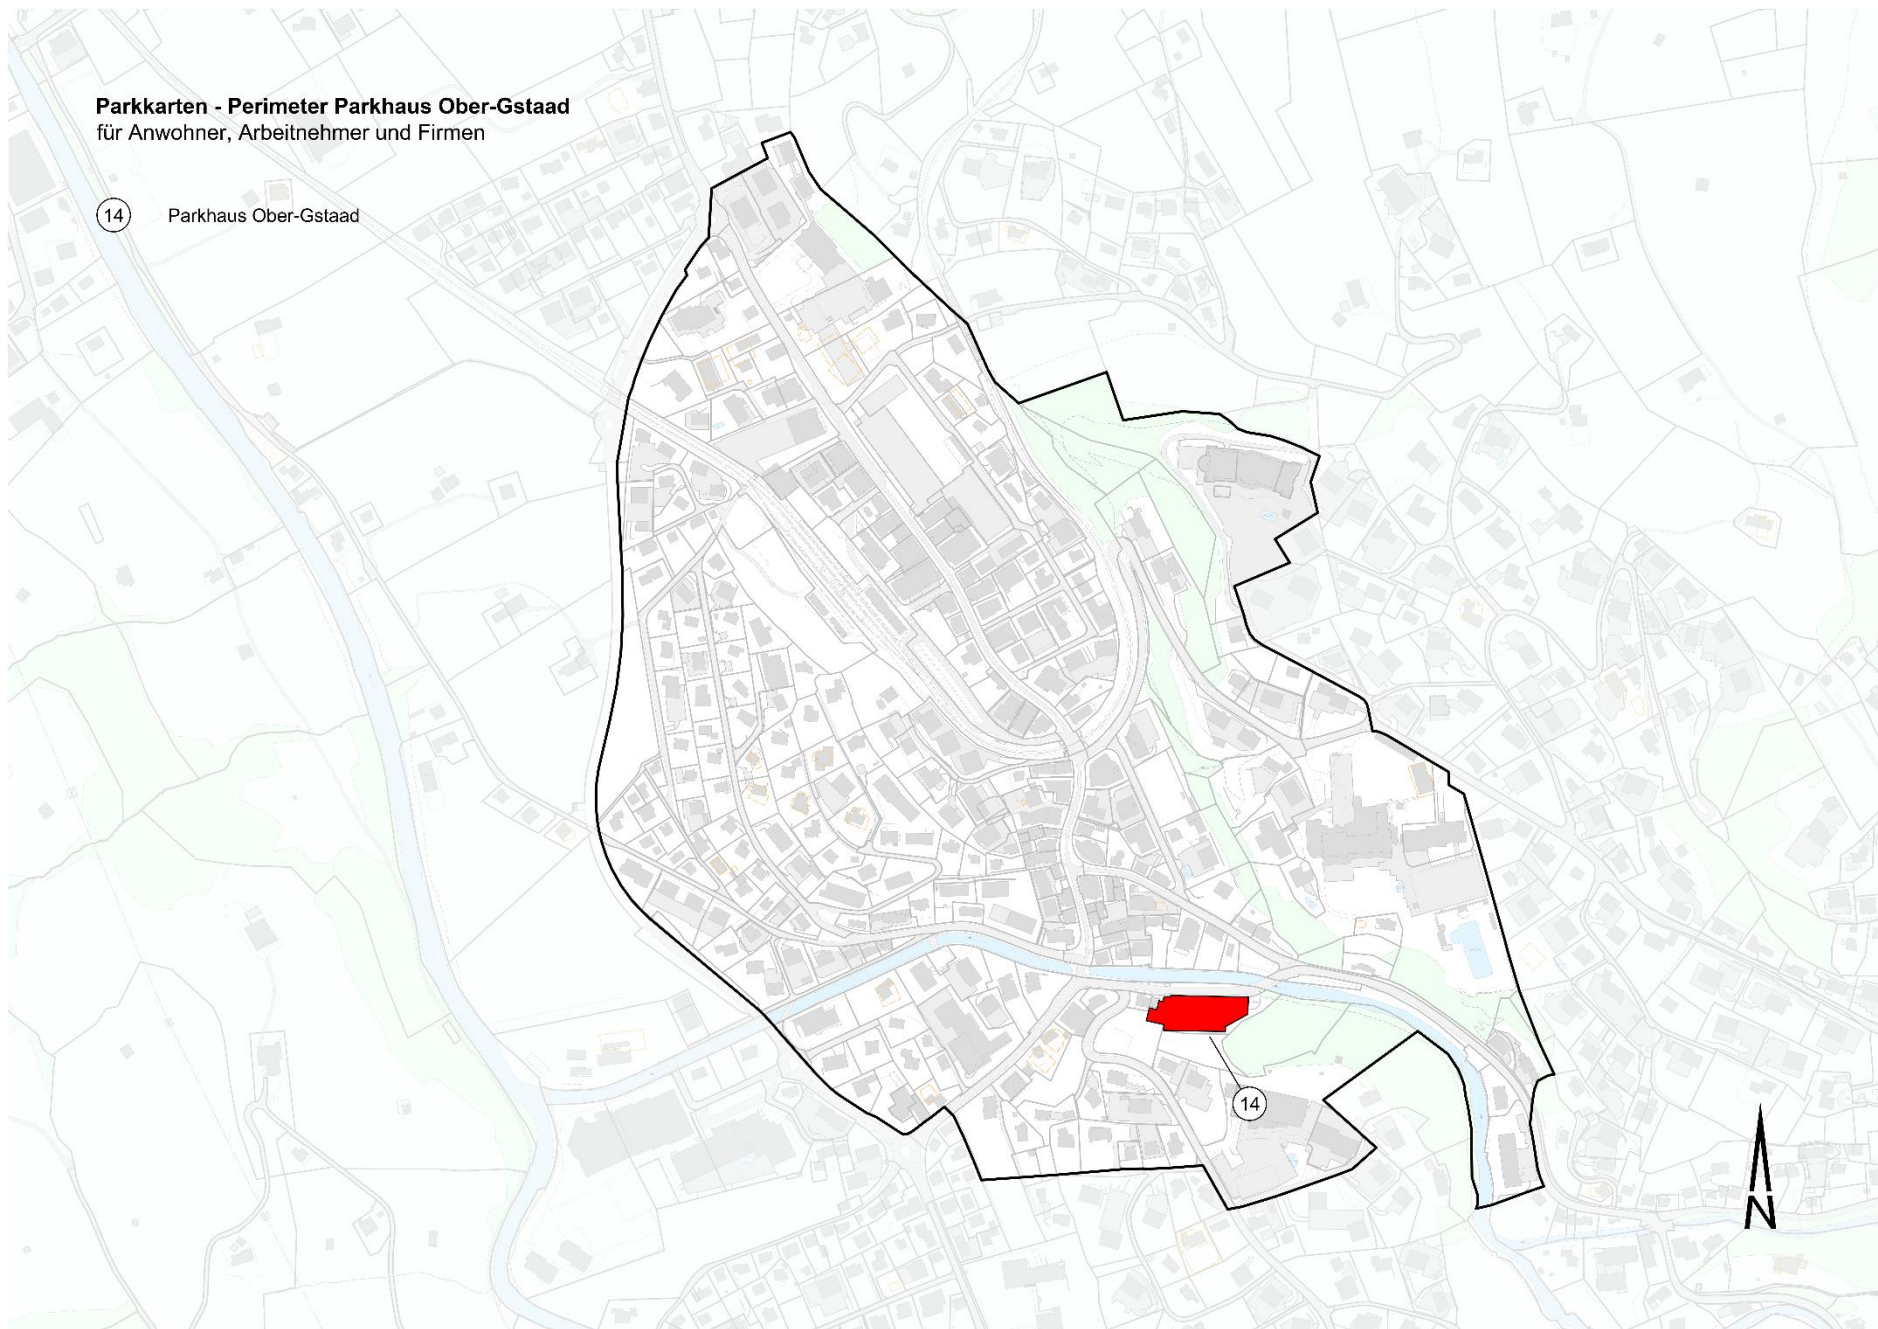 Parkkarten - Perimeter Parkhaus Ober-Gstaad
für Anwohner, Arbeitnehmer und Firmen
14 Parkhaus Ober-Gstaad
14
N